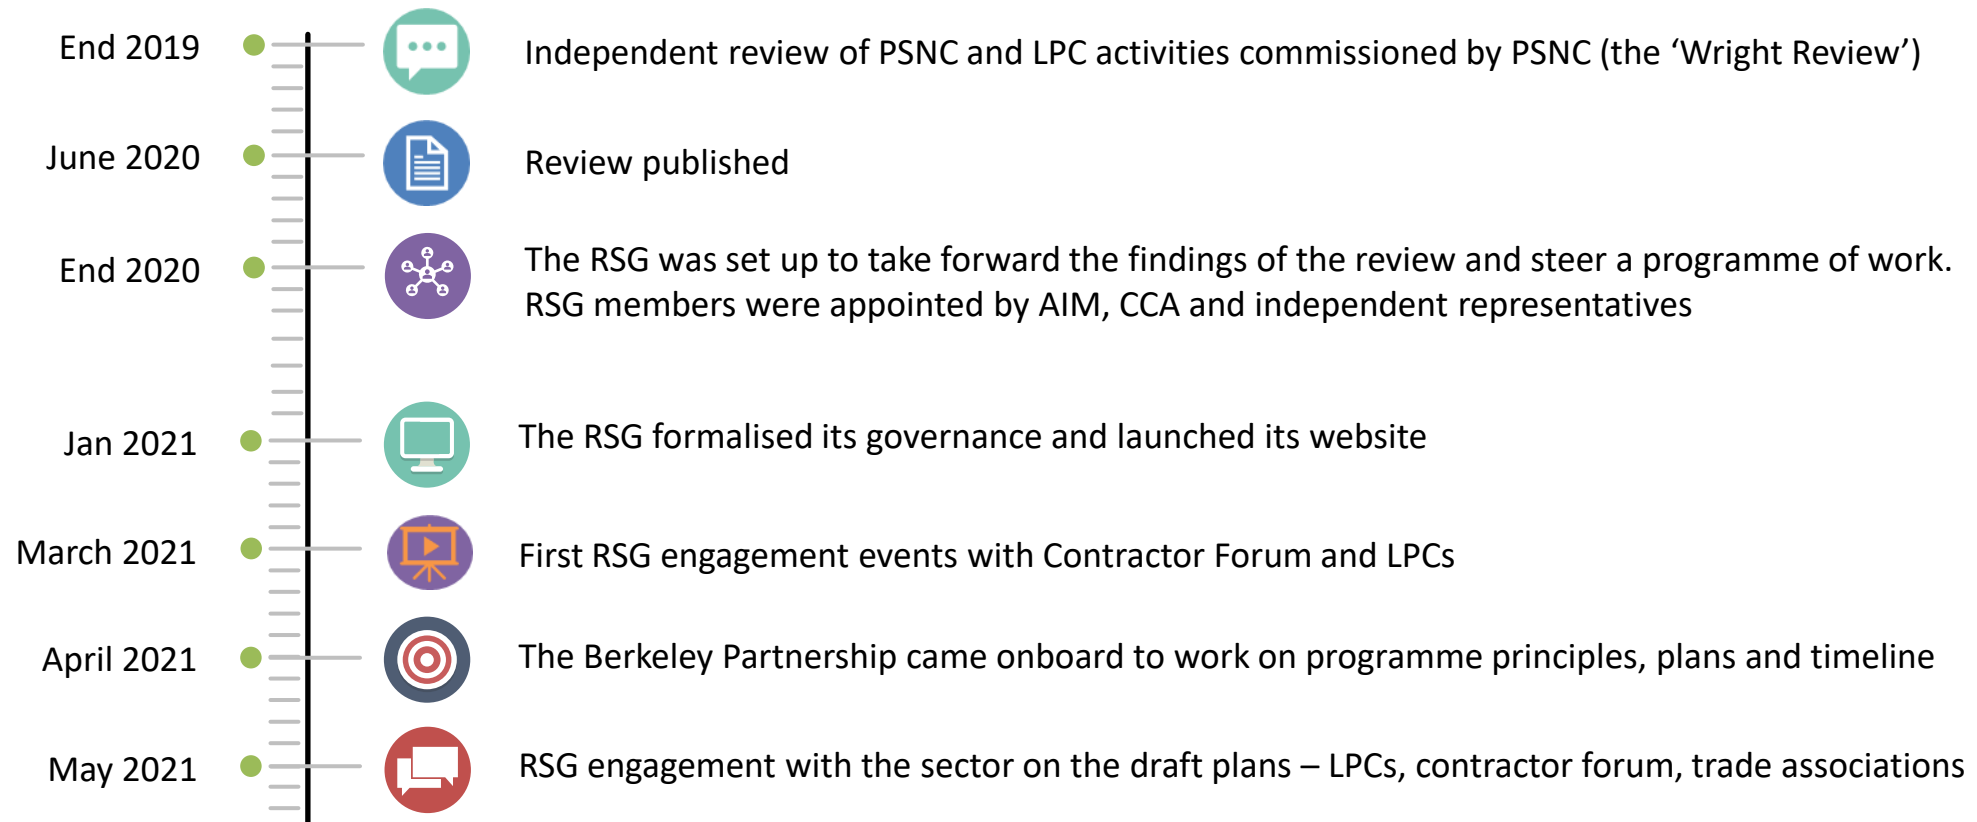 End 2019
Independent review of PSNC and LPC activities commissioned by PSNC (the ‘Wright Review’)
June 2020
Review published
End 2020
The RSG was set up to take forward the findings of the review and steer a programme of work.
RSG members were appointed by AIM, CCA and independent representatives
Jan 2021
The RSG formalised its governance and launched its website
March 2021
First RSG engagement events with Contractor Forum and LPCs
April 2021
The Berkeley Partnership came onboard to work on programme principles, plans and timeline
May 2021
RSG engagement with the sector on the draft plans – LPCs, contractor forum, trade associations